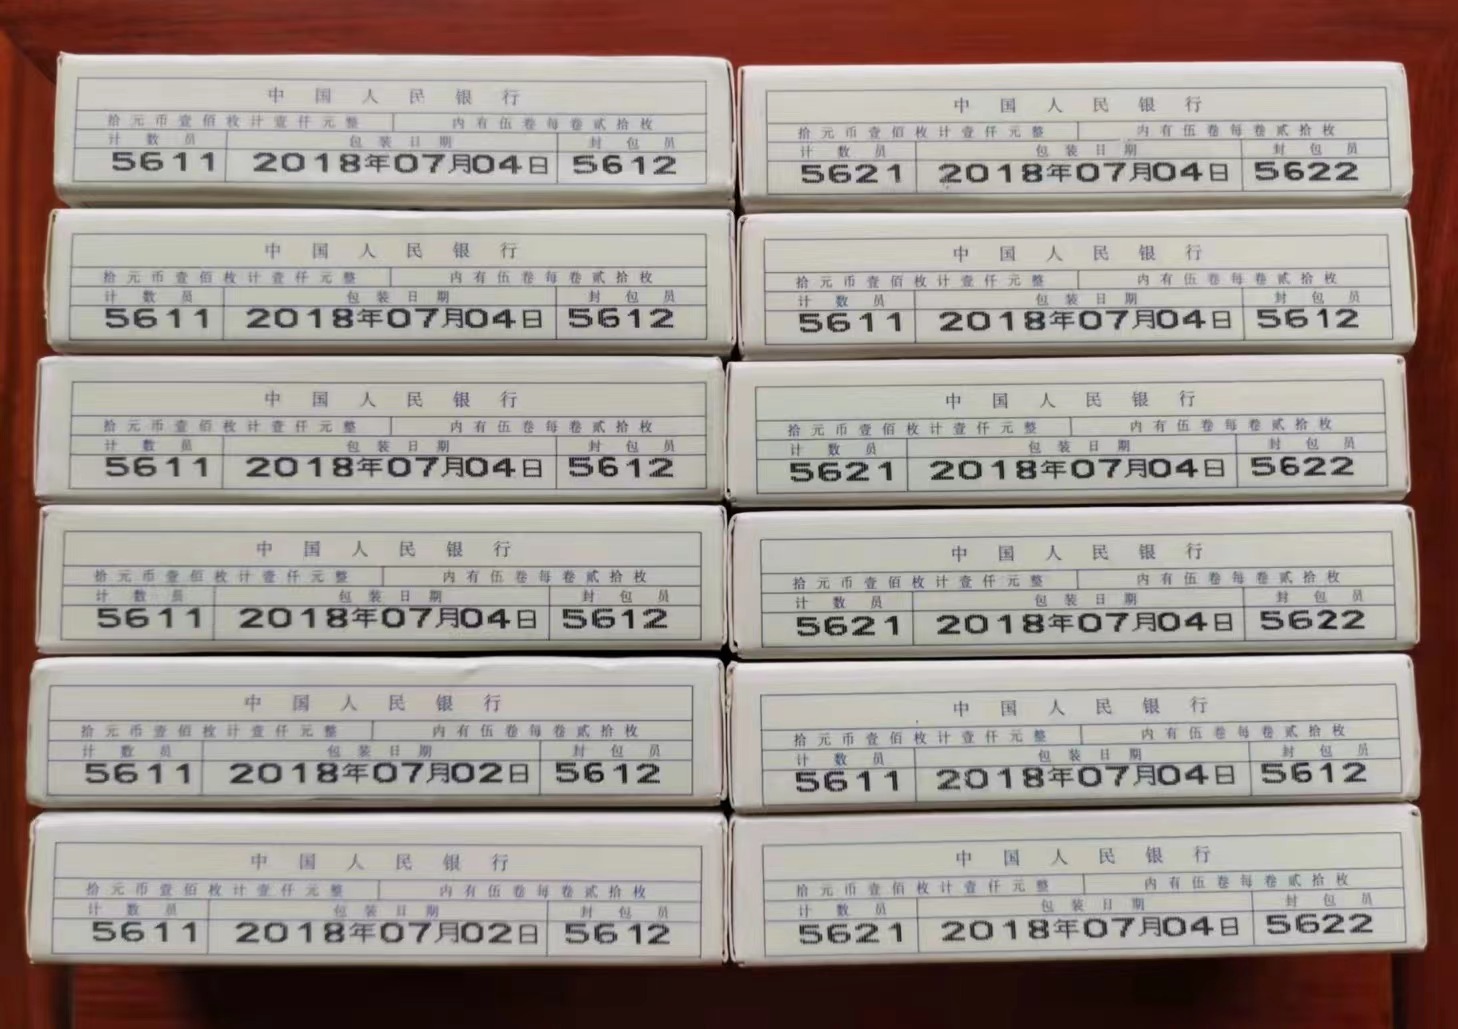 中国人民银行
拾元币壹佰枚计壹仟元整 内有伍卷每卷贰拾枚
计数员 包装日期 封包员
5611 2018年07月04日 5612
中国人民银行
拾元币壹佰枚计壹仟元整 内有伍卷每卷贰拾枚
计数员 包装日期 封包员
5611 2018年07月04日 5612
中国人民银行
拾元币壹佰枚计壹仟元整 内有伍卷每卷贰拾枚
计数员 包装日期 封包员
5611 2018年07月04日 5612
中国人民银行
拾元币壹佰枚计壹仟元整 内有伍卷每卷贰拾枚
计数员 包装日期 封包员
5611 2018年07月04日 5612
中国人民银行
拾元币壹佰枚计壹仟元整 内有伍卷每卷贰拾枚
计数员 包装日期 封包员
5611 2018年07月02日 5612
中国人民银行
拾元币壹佰枚计壹仟元整 内有伍卷每卷贰拾枚
计数员 包装日期 封包员
5611 2018年07月02日 5612
中国人民银行
拾元币壹佰枚计壹仟元整 内有伍卷每卷贰拾枚
计数员 包装日期 封包员
5621 2018年07月04日 5622
中国人民银行
拾元币壹佰枚计壹仟元整 内有伍卷每卷贰拾枚
计数员 包装日期 封包员
5611 2018年07月04日 5612
中国人民银行
拾元币壹佰枚计壹仟元整 内有伍卷每卷贰拾枚
计数员 包装日期 封包员
5621 2018年07月04日 5622
中国人民银行
拾元币壹佰枚计壹仟元整 内有伍卷每卷贰拾枚
计数员 包装日期 封包员
5621 2018年07月04日 5622
中国人民银行
拾元币壹佰枚计壹仟元整 内有伍卷每卷贰拾枚
计数员 包装日期 封包员
5611 2018年07月04日 5612
中国人民银行
拾元币壹佰枚计壹仟元整 内有伍卷每卷贰拾枚
计数员 包装日期 封包员
5621 2018年07月04日 5622